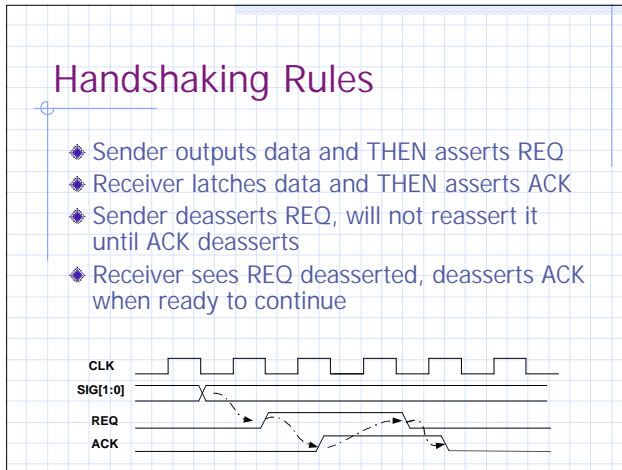 Handshaking Rules
Sender outputs data and THEN asserts REQ
Receiver latches data and THEN asserts ACK
Sender deasserts REQ, will not reassert it
until ACK deasserts
Receiver sees REQ deasserted, deasserts ACK
when ready to continue
CLK
SIG[1:0]
REQ
ACK